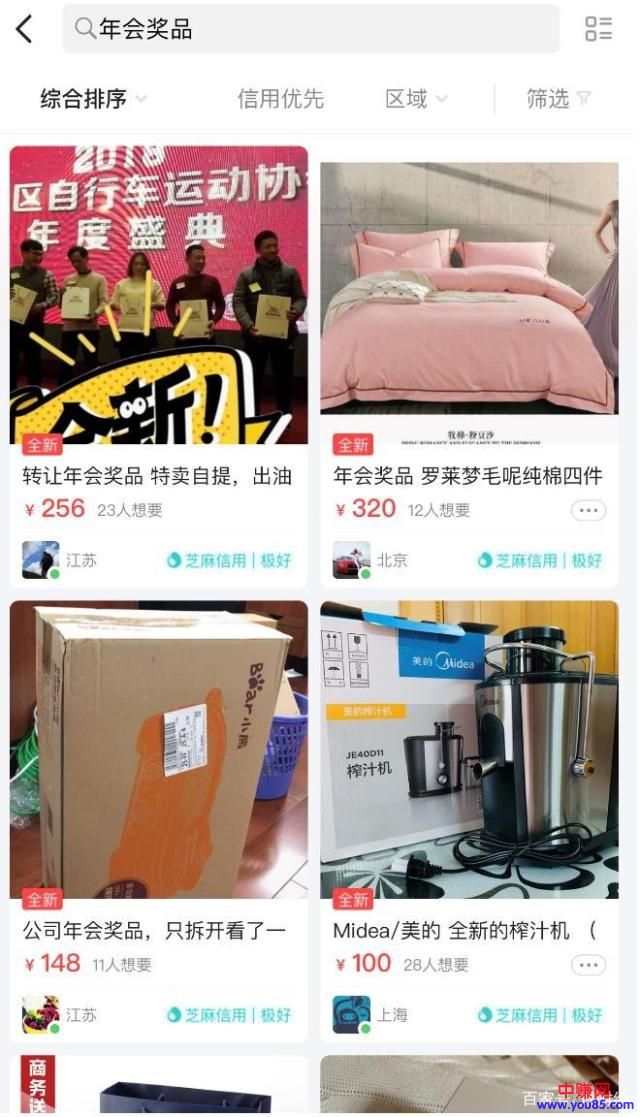 年会奖品
综合排序
信用优先
区域
筛选
2018
区自行车运动协
年度盛典
全新!
全新
转让年会奖品 特卖自提，出油
¥ 256 23人想要
江苏
芝麻信用 | 极好
牧棉·粉豆沙
全新
年会奖品 罗莱梦毛呢纯棉四件
¥ 320 12人想要
北京
芝麻信用 | 极好
Bear小熊
全新
公司年会奖品，只拆开看了一
¥ 148 11人想要
江苏
芝麻信用 | 极好
美的 Midea
美的榨汁机
JE40D11
榨汁机
全新
Midea/美的 全新的榨汁机 （
¥ 100 28人想要
上海
芝麻信用 | 极好
商务送
百家
中赚网
www.you85.com